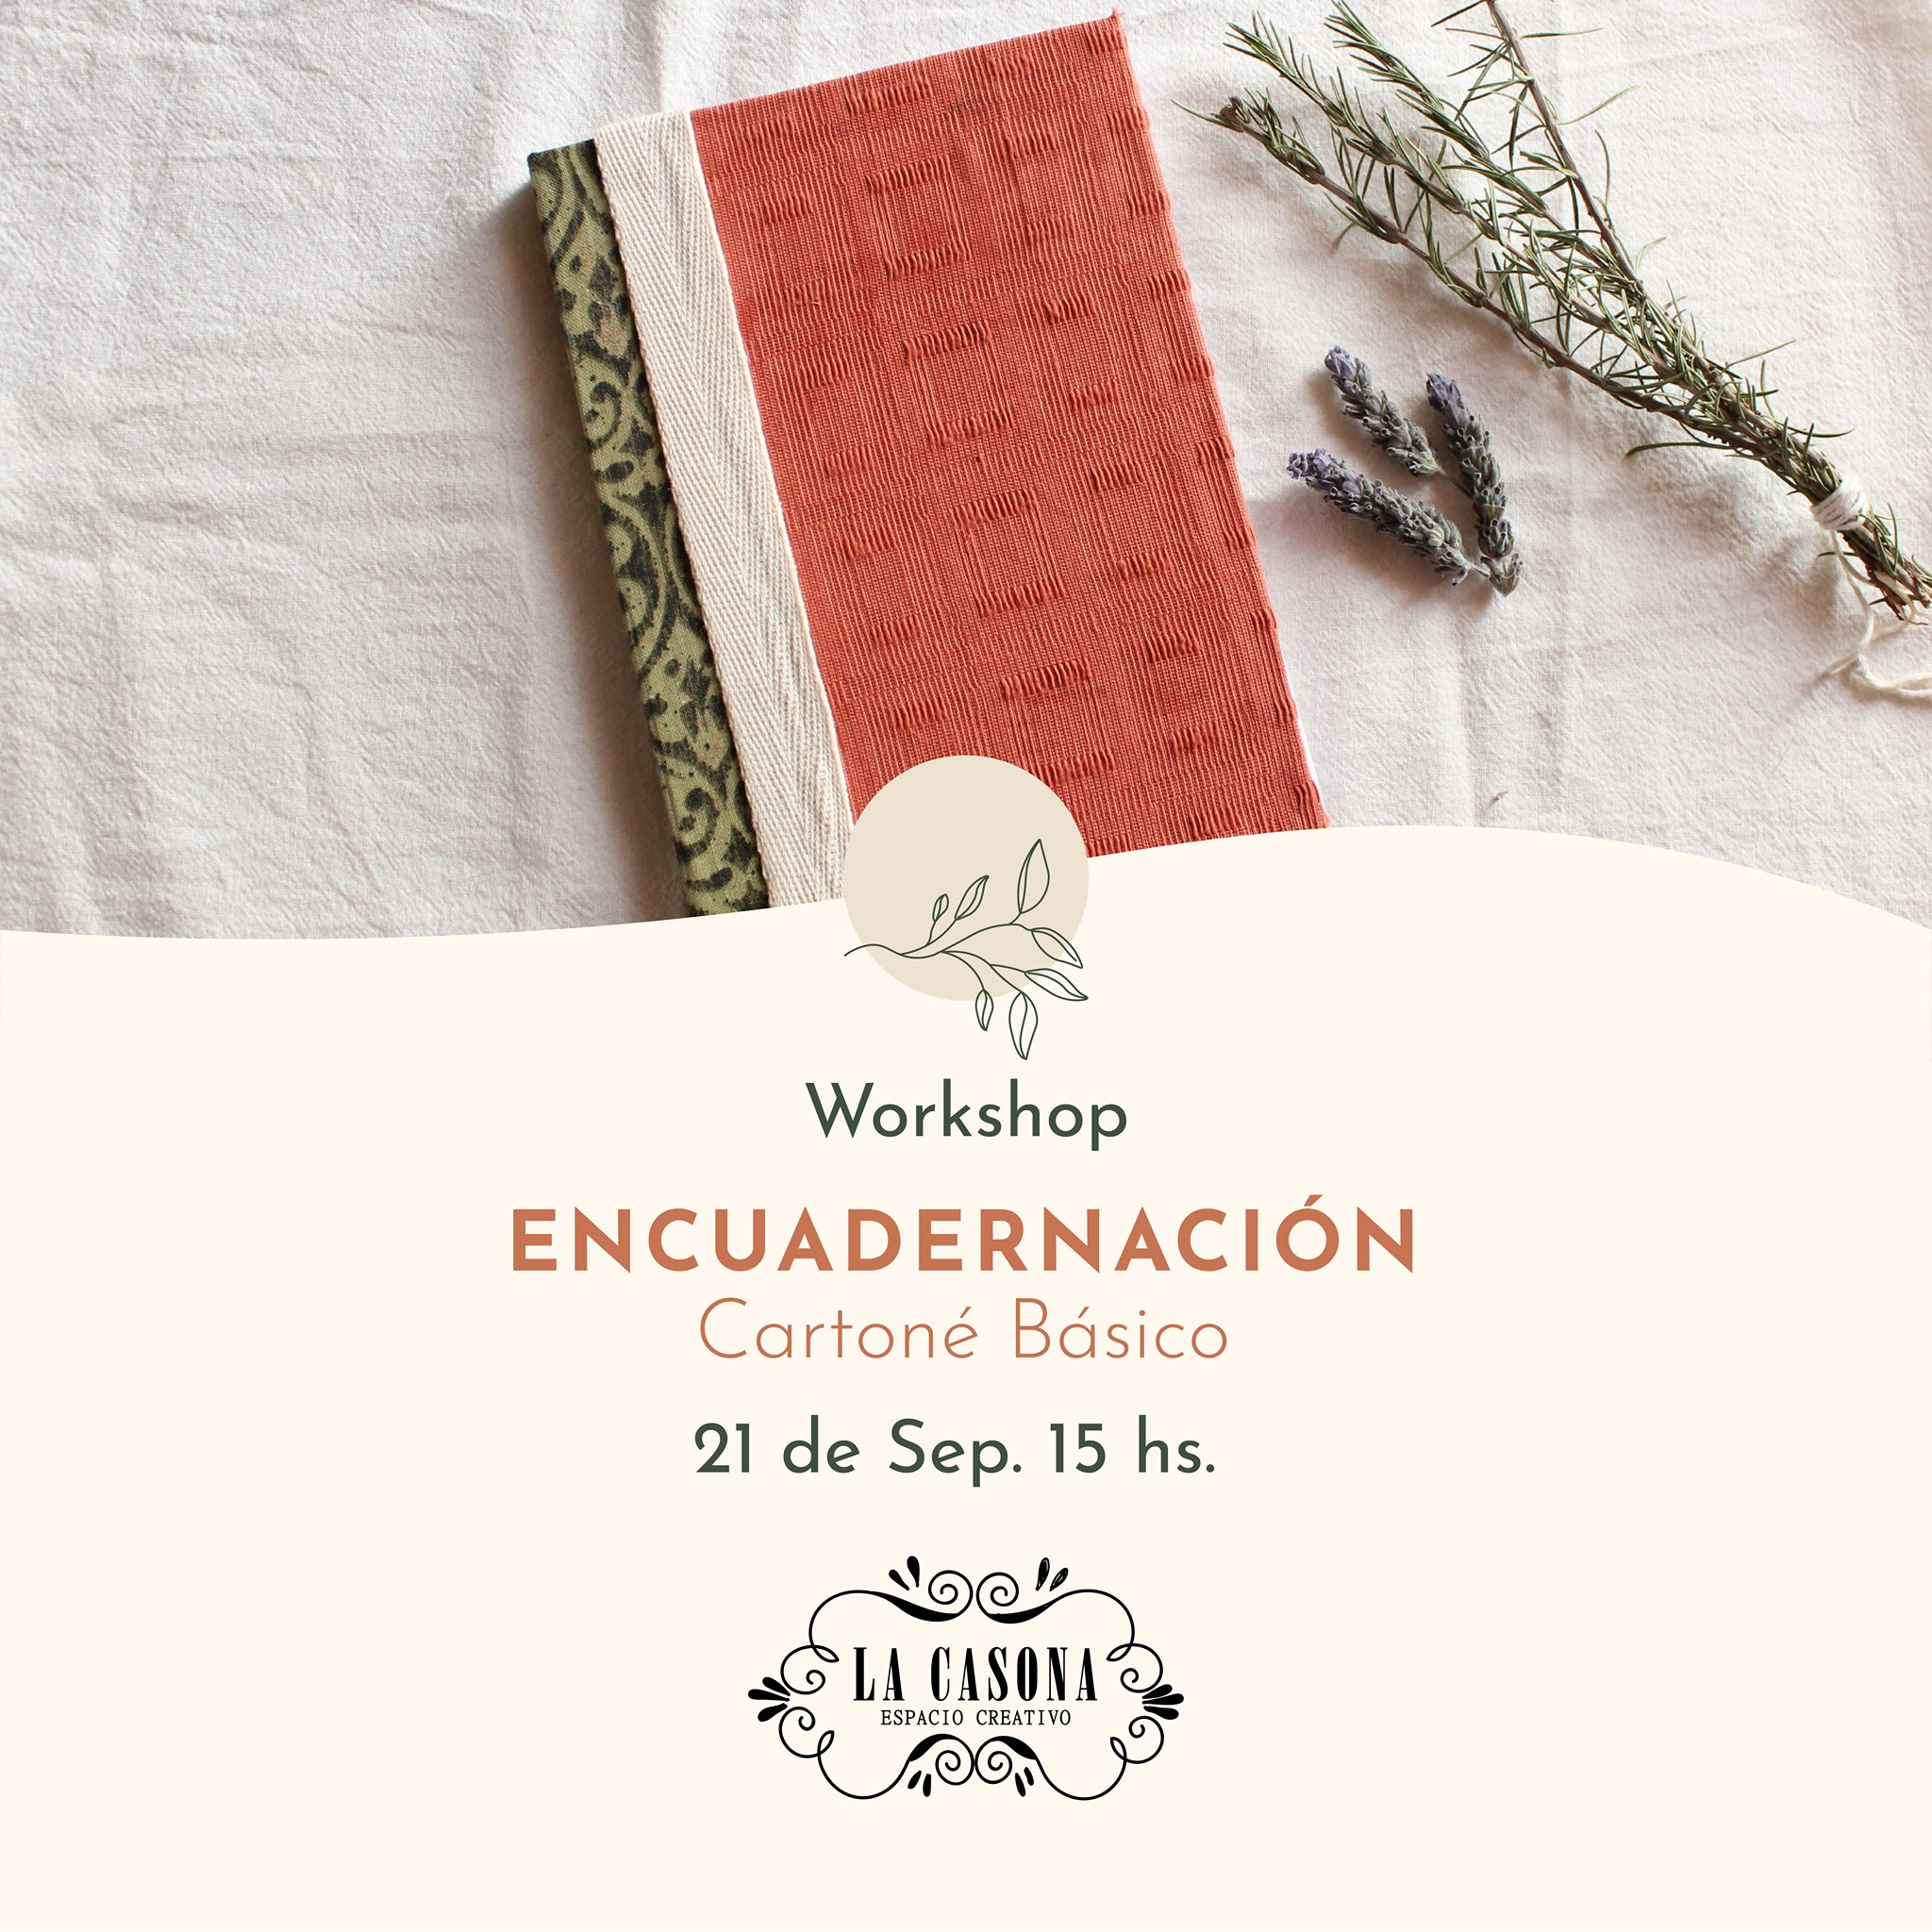 Workshop
ENCUADERNACIÓN
Cartoné Básico
21 de Sep. 15 hs.
LA CASONA
ESPACIO CREATIVO